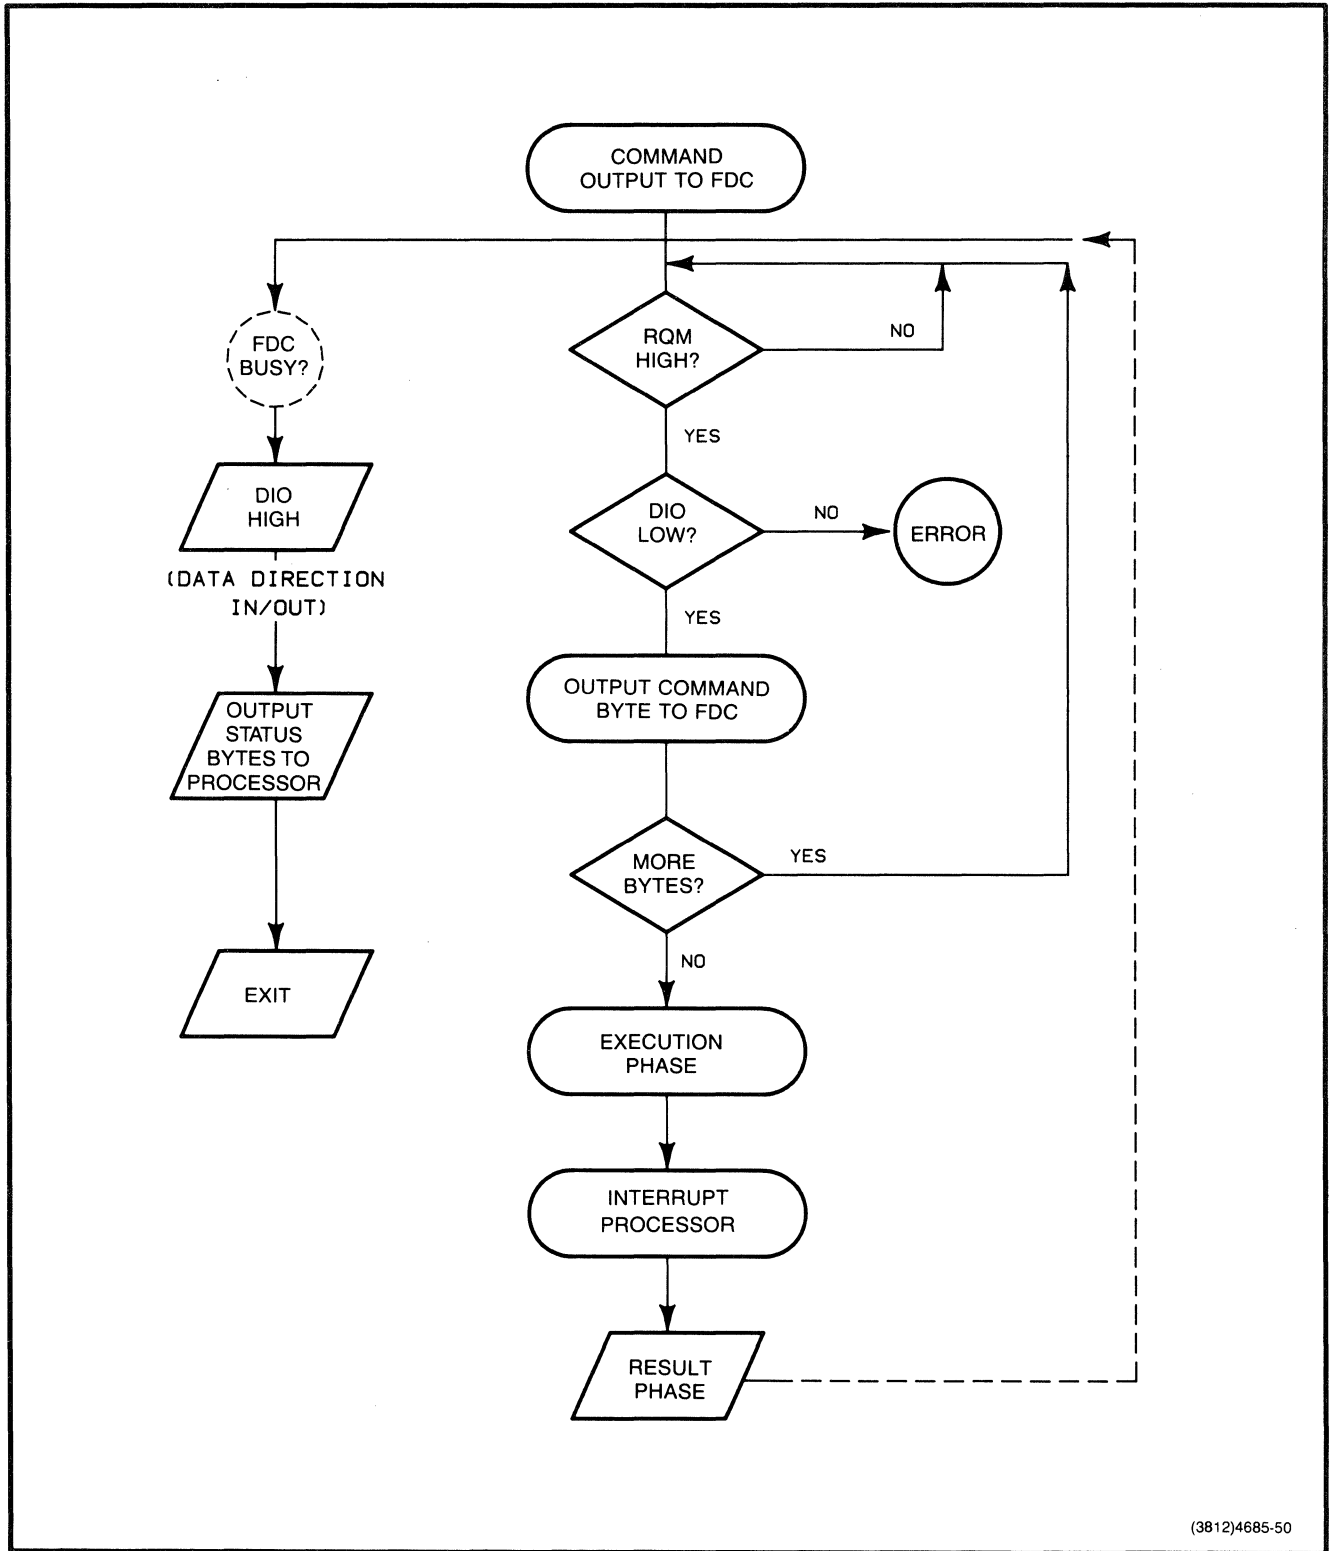 COMMAND
OUTPUT TO FDC
FDC
BUSY?
RQM
HIGH?
NO
YES
DIO
HIGH
DIO
LOW?
NO
ERROR
(DATA DIRECTION
IN/OUT)
YES
OUTPUT
STATUS
BYTES TO
PROCESSOR
OUTPUT COMMAND
BYTE TO FDC
MORE
BYTES?
YES
NO
EXIT
EXECUTION
PHASE
INTERRUPT
PROCESSOR
RESULT
PHASE
(3812)4685-50